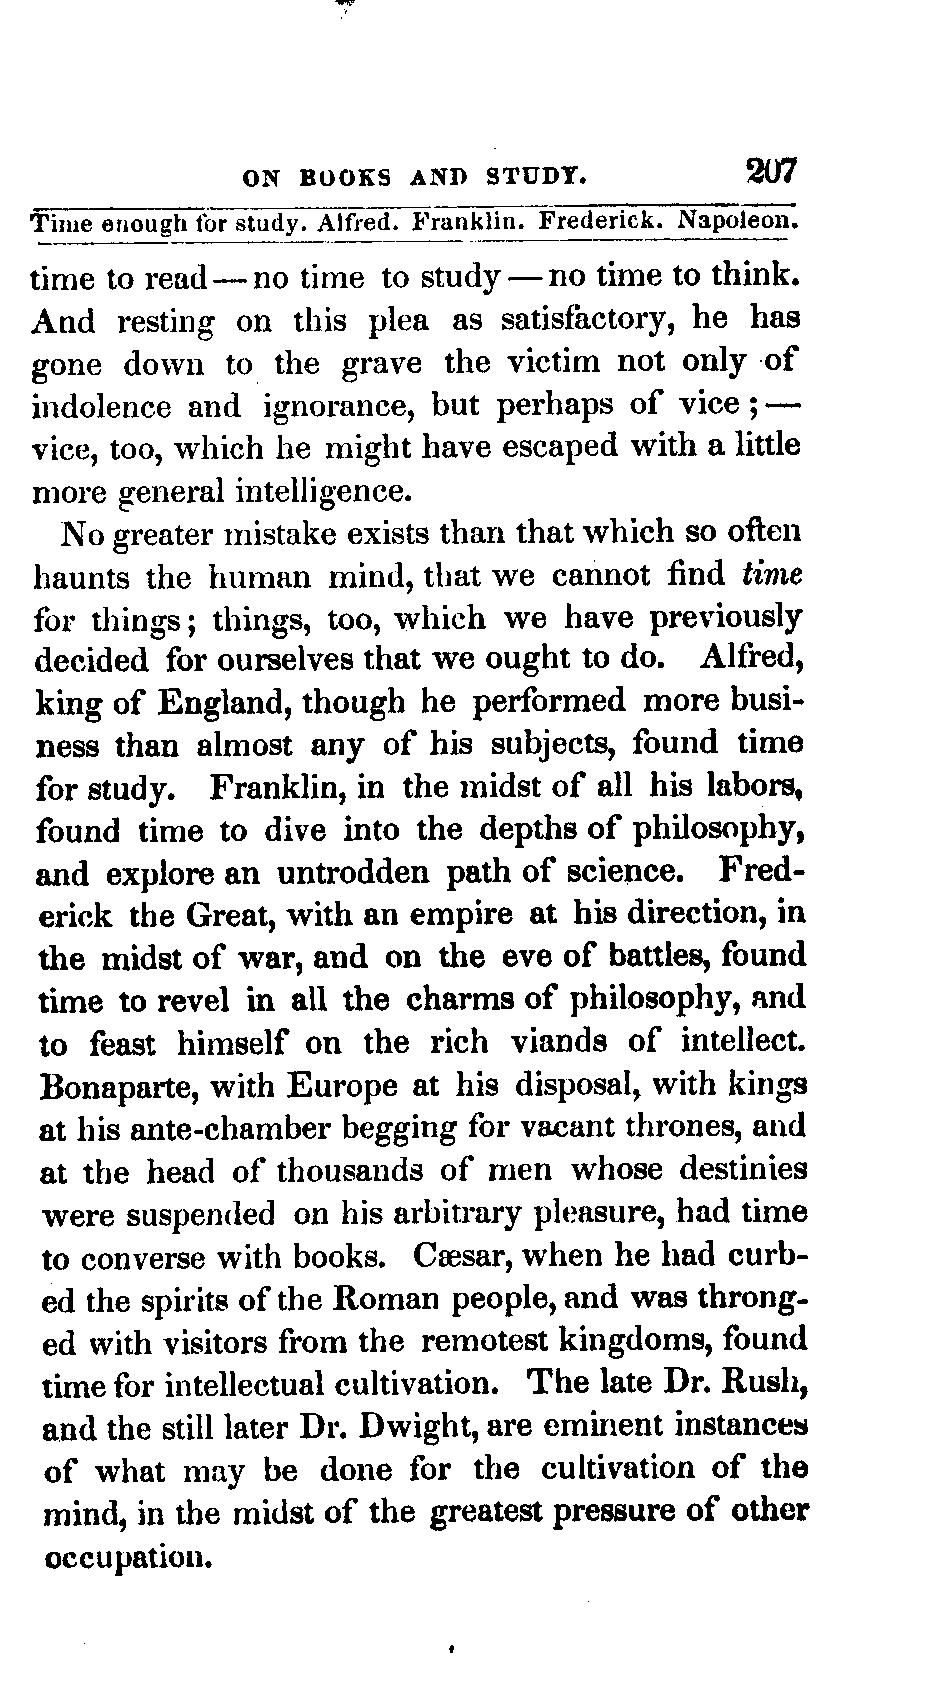 ON BOOKS AND STUDY. 207
Time enough for study. Alfred. Franklin. Frederick. Napoleon.
time to read — no time to study — no time to think.
And resting on this plea as satisfactory, he has
gone down to the grave the victim not only of
indolence and ignorance, but perhaps of vice ; —
vice, too, which he might have escaped with a little
more general intelligence.
No greater mistake exists than that which so often
haunts the human mind, that we cannot find time
for things; things, too, which we have previously
decided for ourselves that we ought to do. Alfred,
king of England, though he performed more busi-
ness than almost any of his subjects, found time
for study. Franklin, in the midst of all his labors,
found time to dive into the depths of philosophy,
and explore an untrodden path of science. Fred-
erick the Great, with an empire at his direction, in
the midst of war, and on the eve of battles, found
time to revel in all the charms of philosophy, and
to feast himself on the rich viands of intellect.
Bonaparte, with Europe at his disposal, with kings
at his ante-chamber begging for vacant thrones, and
at the head of thousands of men whose destinies
were suspended on his arbitrary pleasure, had time
to converse with books. Cæsar, when he had curb-
ed the spirits of the Roman people, and was throng-
ed with visitors from the remotest kingdoms, found
time for intellectual cultivation. The late Dr. Rush,
and the still later Dr. Dwight, are eminent instances
of what may be done for the cultivation of the
mind, in the midst of the greatest pressure of other
occupation.